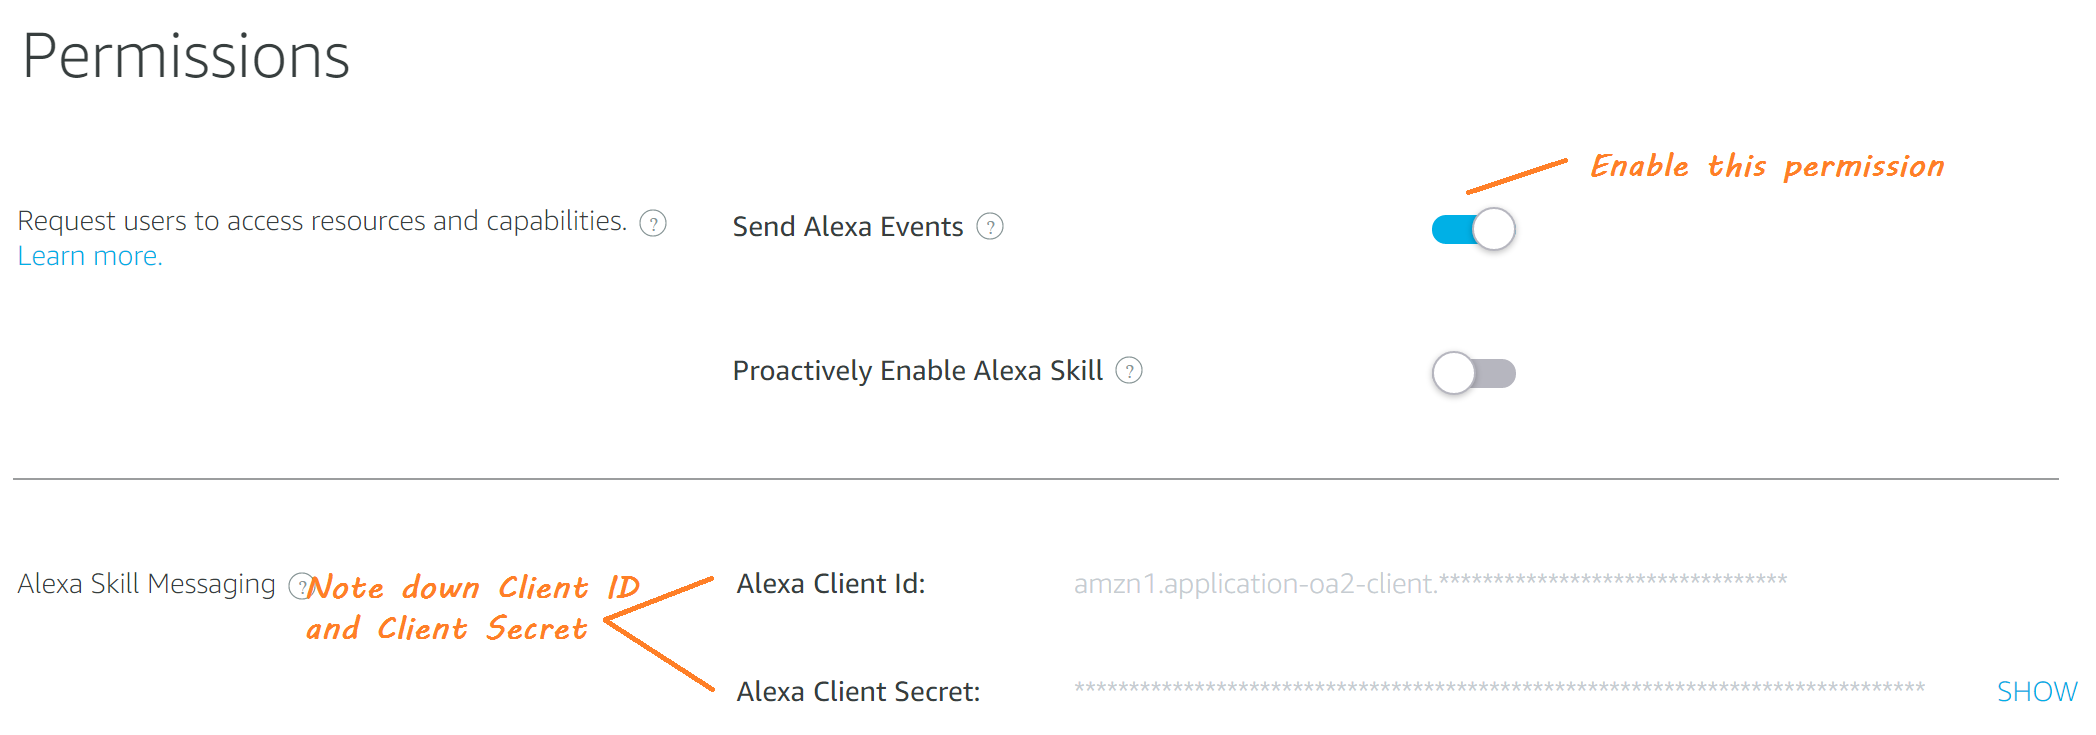 Permissions
Enable this permission
Request users to access resources and capabilities. ?
Learn more.
Send Alexa Events ?
Proactively Enable Alexa Skill ?
Alexa Skill Messaging ?
Note down Client ID
and Client Secret
Alexa Client Id: amzn1.application-oa2-client.********************************
Alexa Client Secret: ****************************************************************************** SHOW